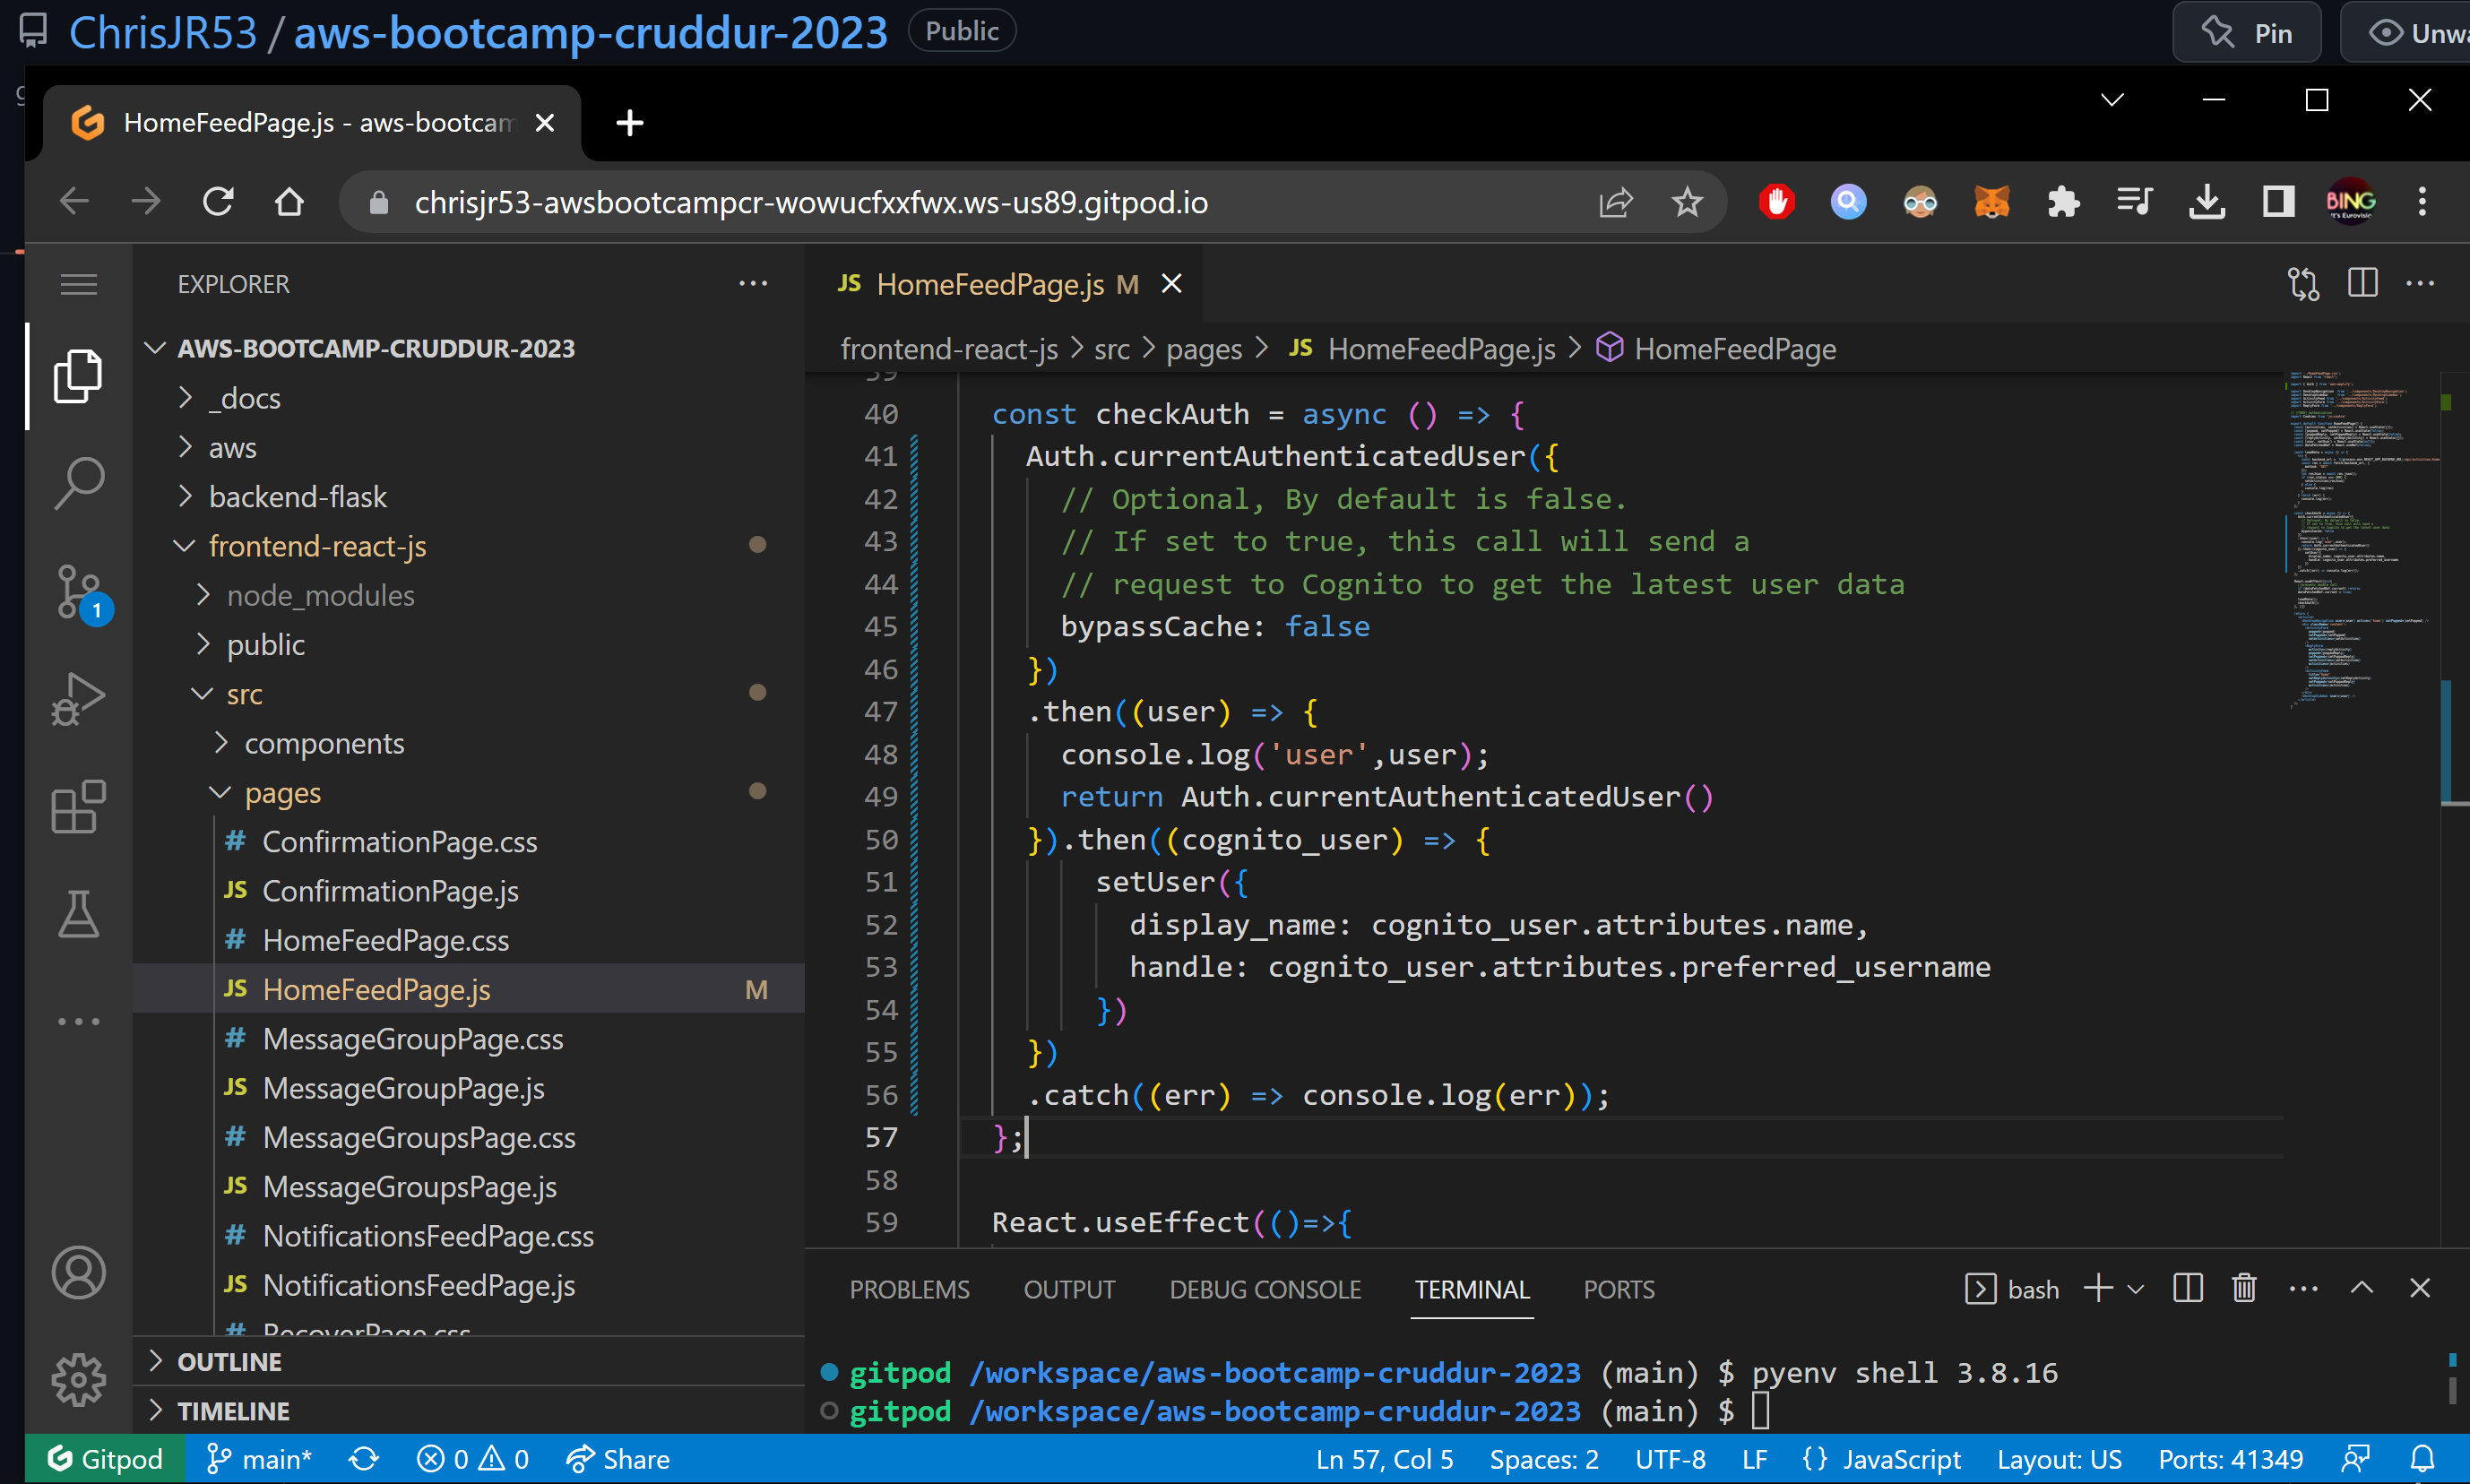 ChrisJR53 / aws-bootcamp-cruddur-2023 Public Pin
HomeFeedPage.js - aws-bootcam
chrisjr53-awsbootcampcr-wowucfxxfwx.ws-us89.gitpod.io
BING
EXPLORER
AWS-BOOTCAMP-CRUDDUR-2023
_docs
aws
backend-flask
frontend-react-js
node_modules
public
src
components
pages
ConfirmationPage.css
ConfirmationPage.js
HomeFeedPage.css
HomeFeedPage.js M
MessageGroupPage.css
MessageGroupPage.js
MessageGroupsPage.css
MessageGroupsPage.js
NotificationsFeedPage.css
NotificationsFeedPage.js
RecoverPage.css
OUTLINE
TIMELINE
1
JS HomeFeedPage.js M
frontend-react-js > src > pages > JS HomeFeedPage.js > HomeFeedPage
39
40 const checkAuth = async () => {
41 Auth.currentAuthenticatedUser({
42 // Optional, By default is false.
43 // If set to true, this call will send a
44 // request to Cognito to get the latest user data
45 bypassCache: false
46 })
47 .then((user) => {
48 console.log('user',user);
49 return Auth.currentAuthenticatedUser()
50 }).then((cognito_user) => {
51 setUser({
52 display_name: cognito_user.attributes.name,
53 handle: cognito_user.attributes.preferred_username
54 })
55 })
56 .catch((err) => console.log(err));
57 };
58
59 React.useEffect(()=>{
PROBLEMS OUTPUT DEBUG CONSOLE TERMINAL PORTS bash
gitpod /workspace/aws-bootcamp-cruddur-2023 (main) $ pyenv shell 3.8.16
gitpod /workspace/aws-bootcamp-cruddur-2023 (main) $
Gitpod main* 0 0 Share Ln 57, Col 5 Spaces: 2 UTF-8 LF {} JavaScript Layout: US Ports: 41349